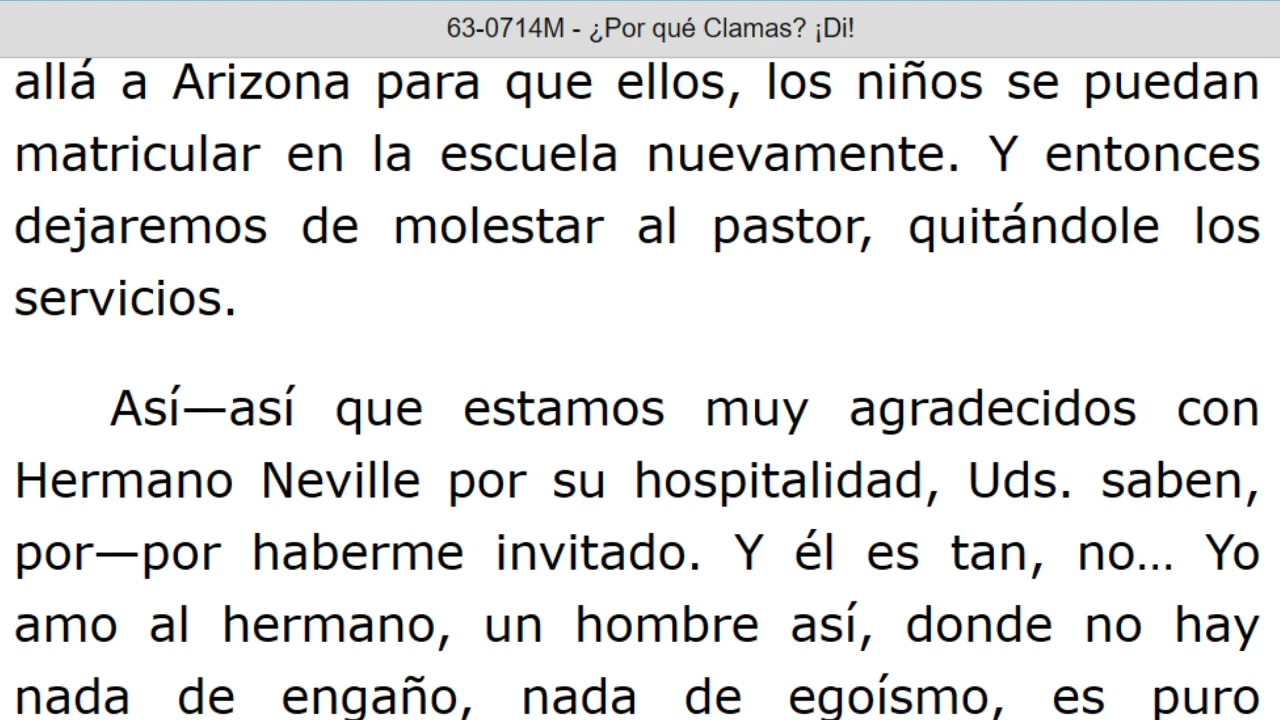 63-0714M - ¿Por qué Clamas? ¡Di!
allá a Arizona para que ellos, los niños se puedan
matricular en la escuela nuevamente. Y entonces
dejaremos de molestar al pastor, quitándole los
servicios.
Así—así que estamos muy agradecidos con
Hermano Neville por su hospitalidad, Uds. saben,
por—por haberme invitado. Y él es tan, no… Yo
amo al hermano, un hombre así, donde no hay
nada de engaño, nada de egoísmo, es puro